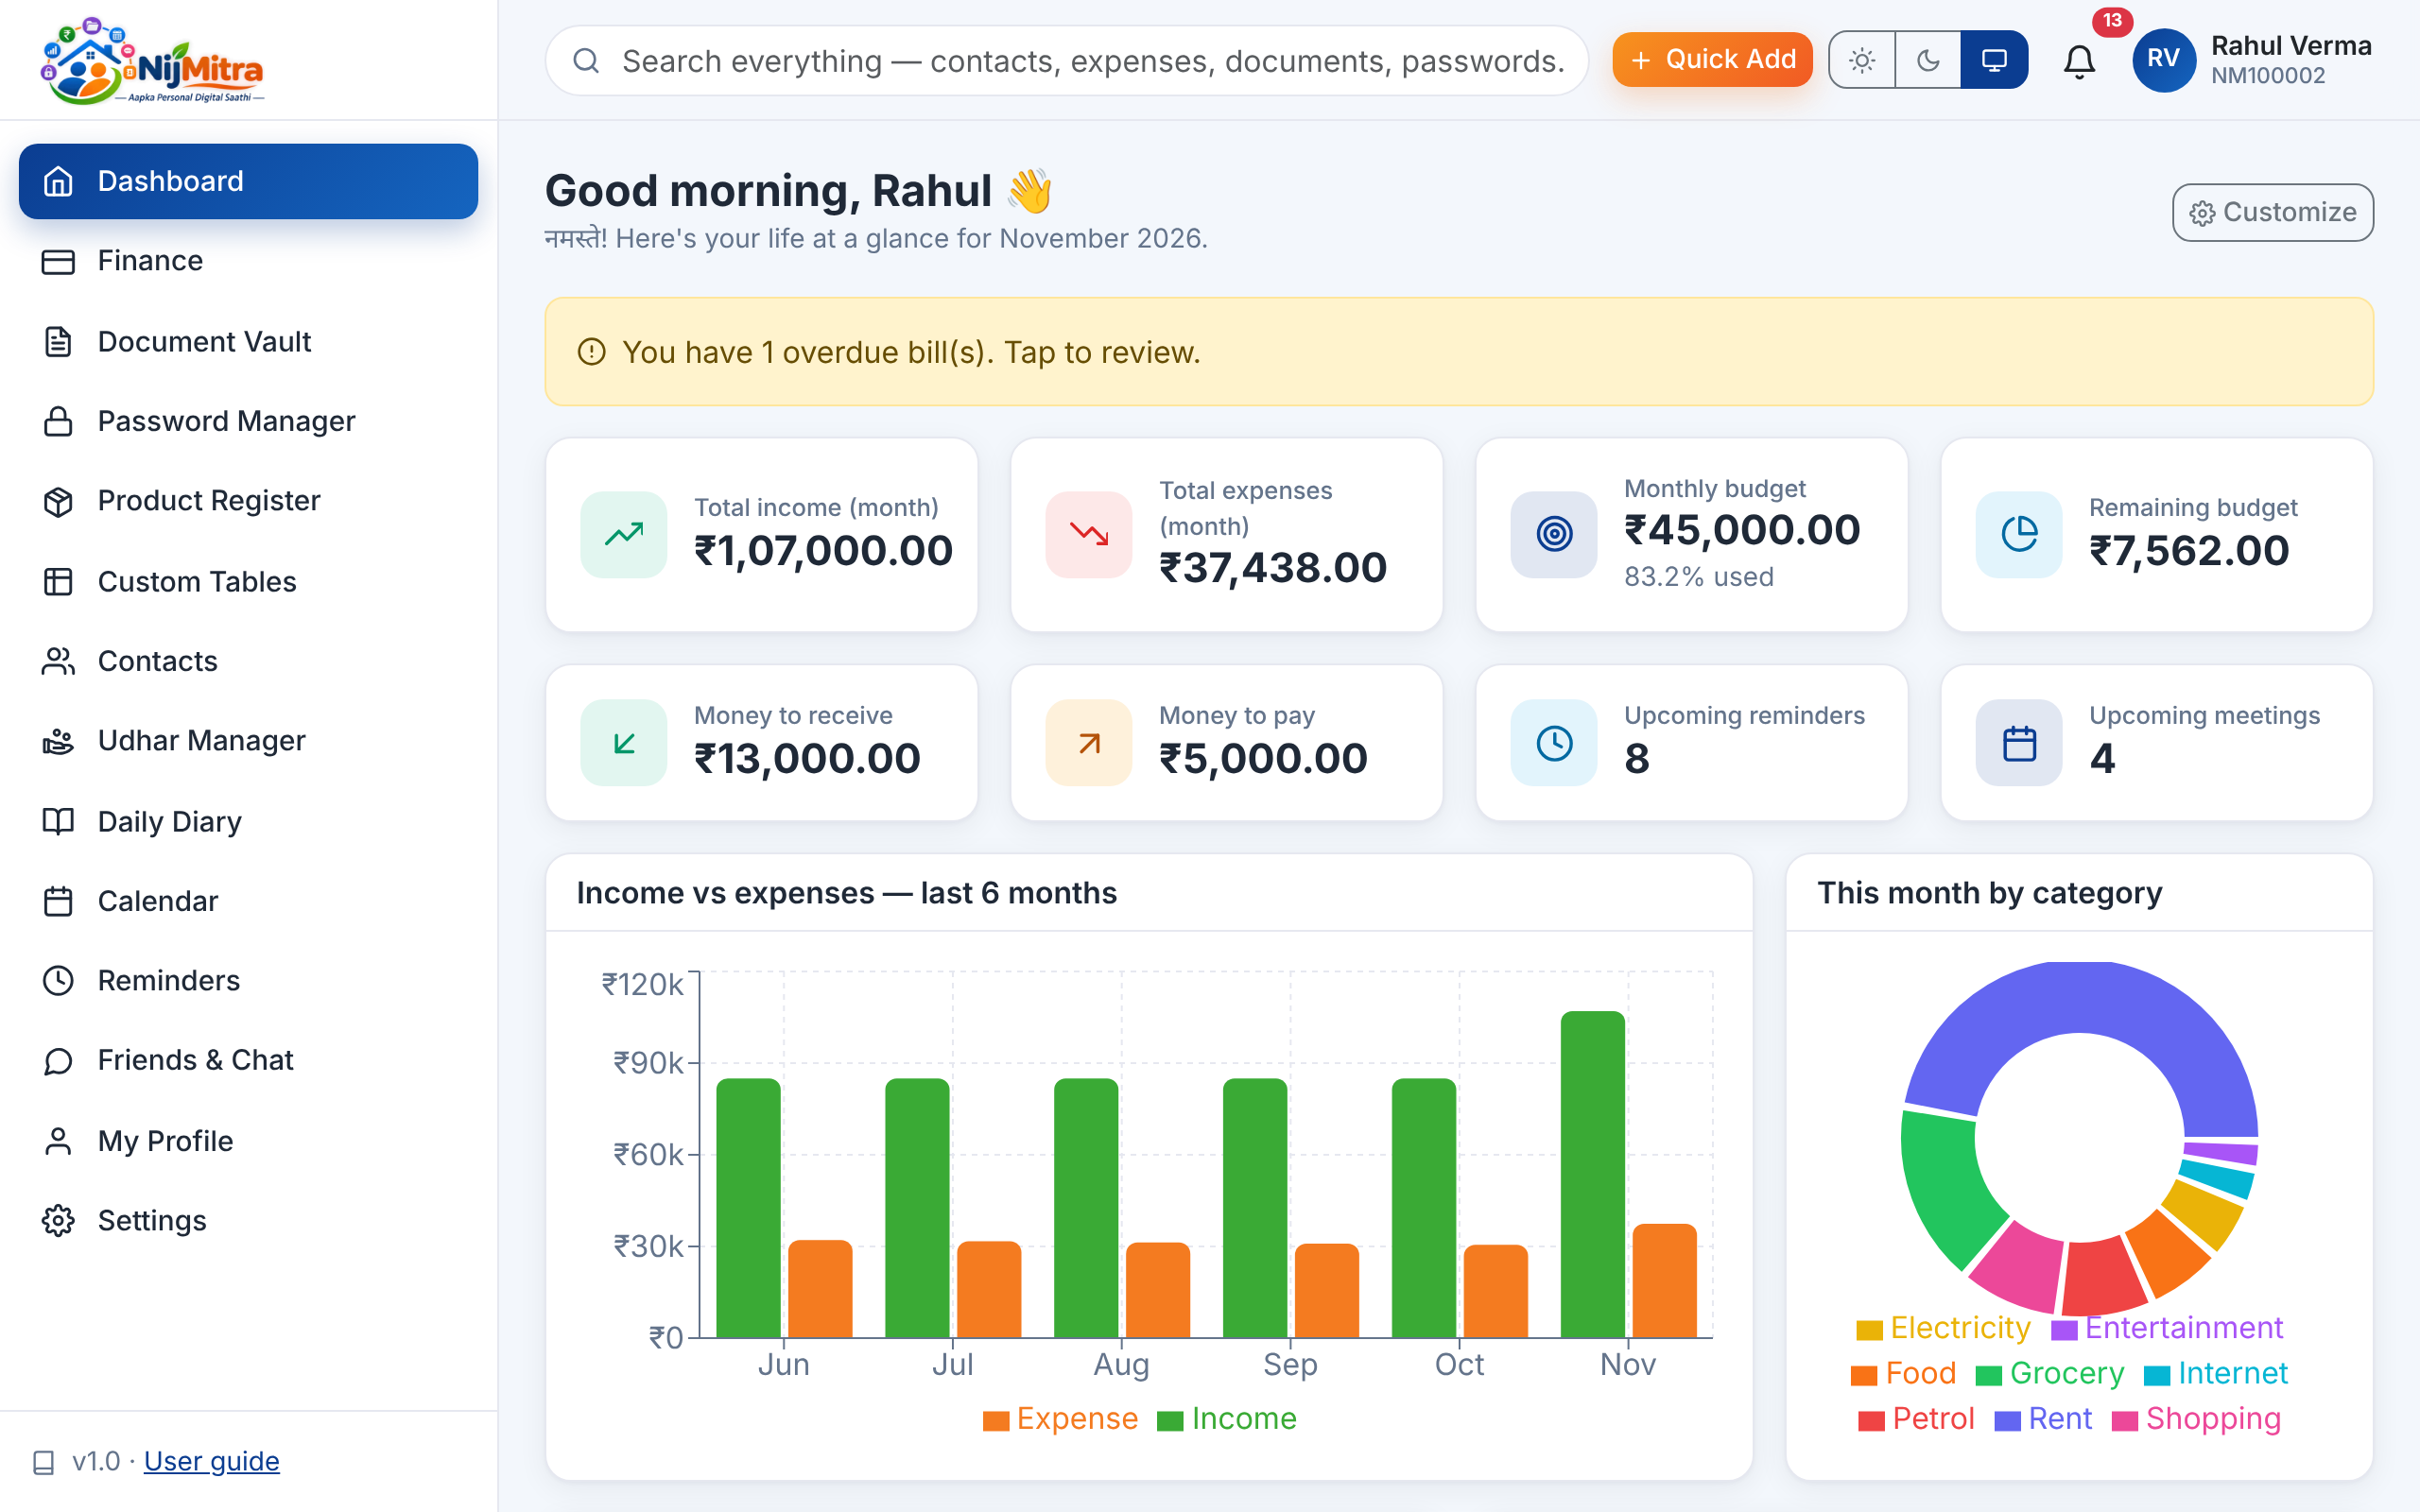 NijMitra
Aapka Personal Digital Saathi
Search everything — contacts, expenses, documents, passwords.
Quick Add
13
RV
Rahul Verma
NM100002
Dashboard
Finance
Document Vault
Password Manager
Product Register
Custom Tables
Contacts
Udhar Manager
Daily Diary
Calendar
Reminders
Friends & Chat
My Profile
Settings
v1.0 · User guide
Good morning, Rahul 👋
नमस्ते! Here's your life at a glance for November 2026.
Customize
You have 1 overdue bill(s). Tap to review.
Total income (month)
₹1,07,000.00
Total expenses
(month)
₹37,438.00
Monthly budget
₹45,000.00
83.2% used
Remaining budget
₹7,562.00
Money to receive
₹13,000.00
Money to pay
₹5,000.00
Upcoming reminders
8
Upcoming meetings
4
Income vs expenses — last 6 months
₹120k
₹90k
₹60k
₹30k
₹0
Jun Jul Aug Sep Oct Nov
Expense Income
This month by category
Electricity Entertainment
Food Grocery Internet
Petrol Rent Shopping